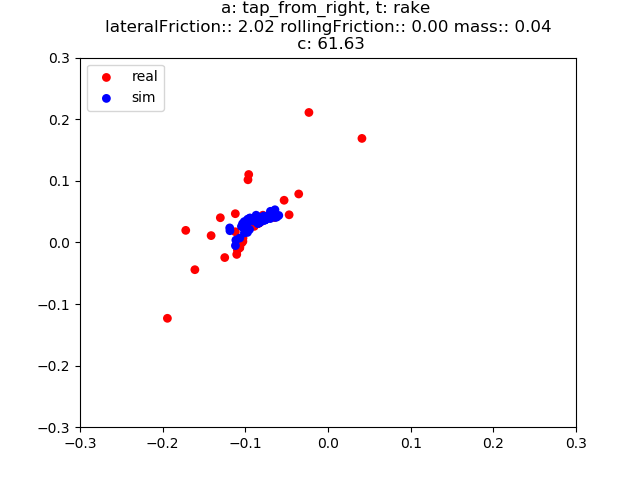 a: tap_from_right, t: rake
lateralFriction:: 2.02 rollingFriction:: 0.00 mass:: 0.04
c: 61.63
real
sim
0.3
0.2
0.1
0.0
−0.1
−0.2
−0.3
−0.3 −0.2 −0.1 0.0 0.1 0.2 0.3